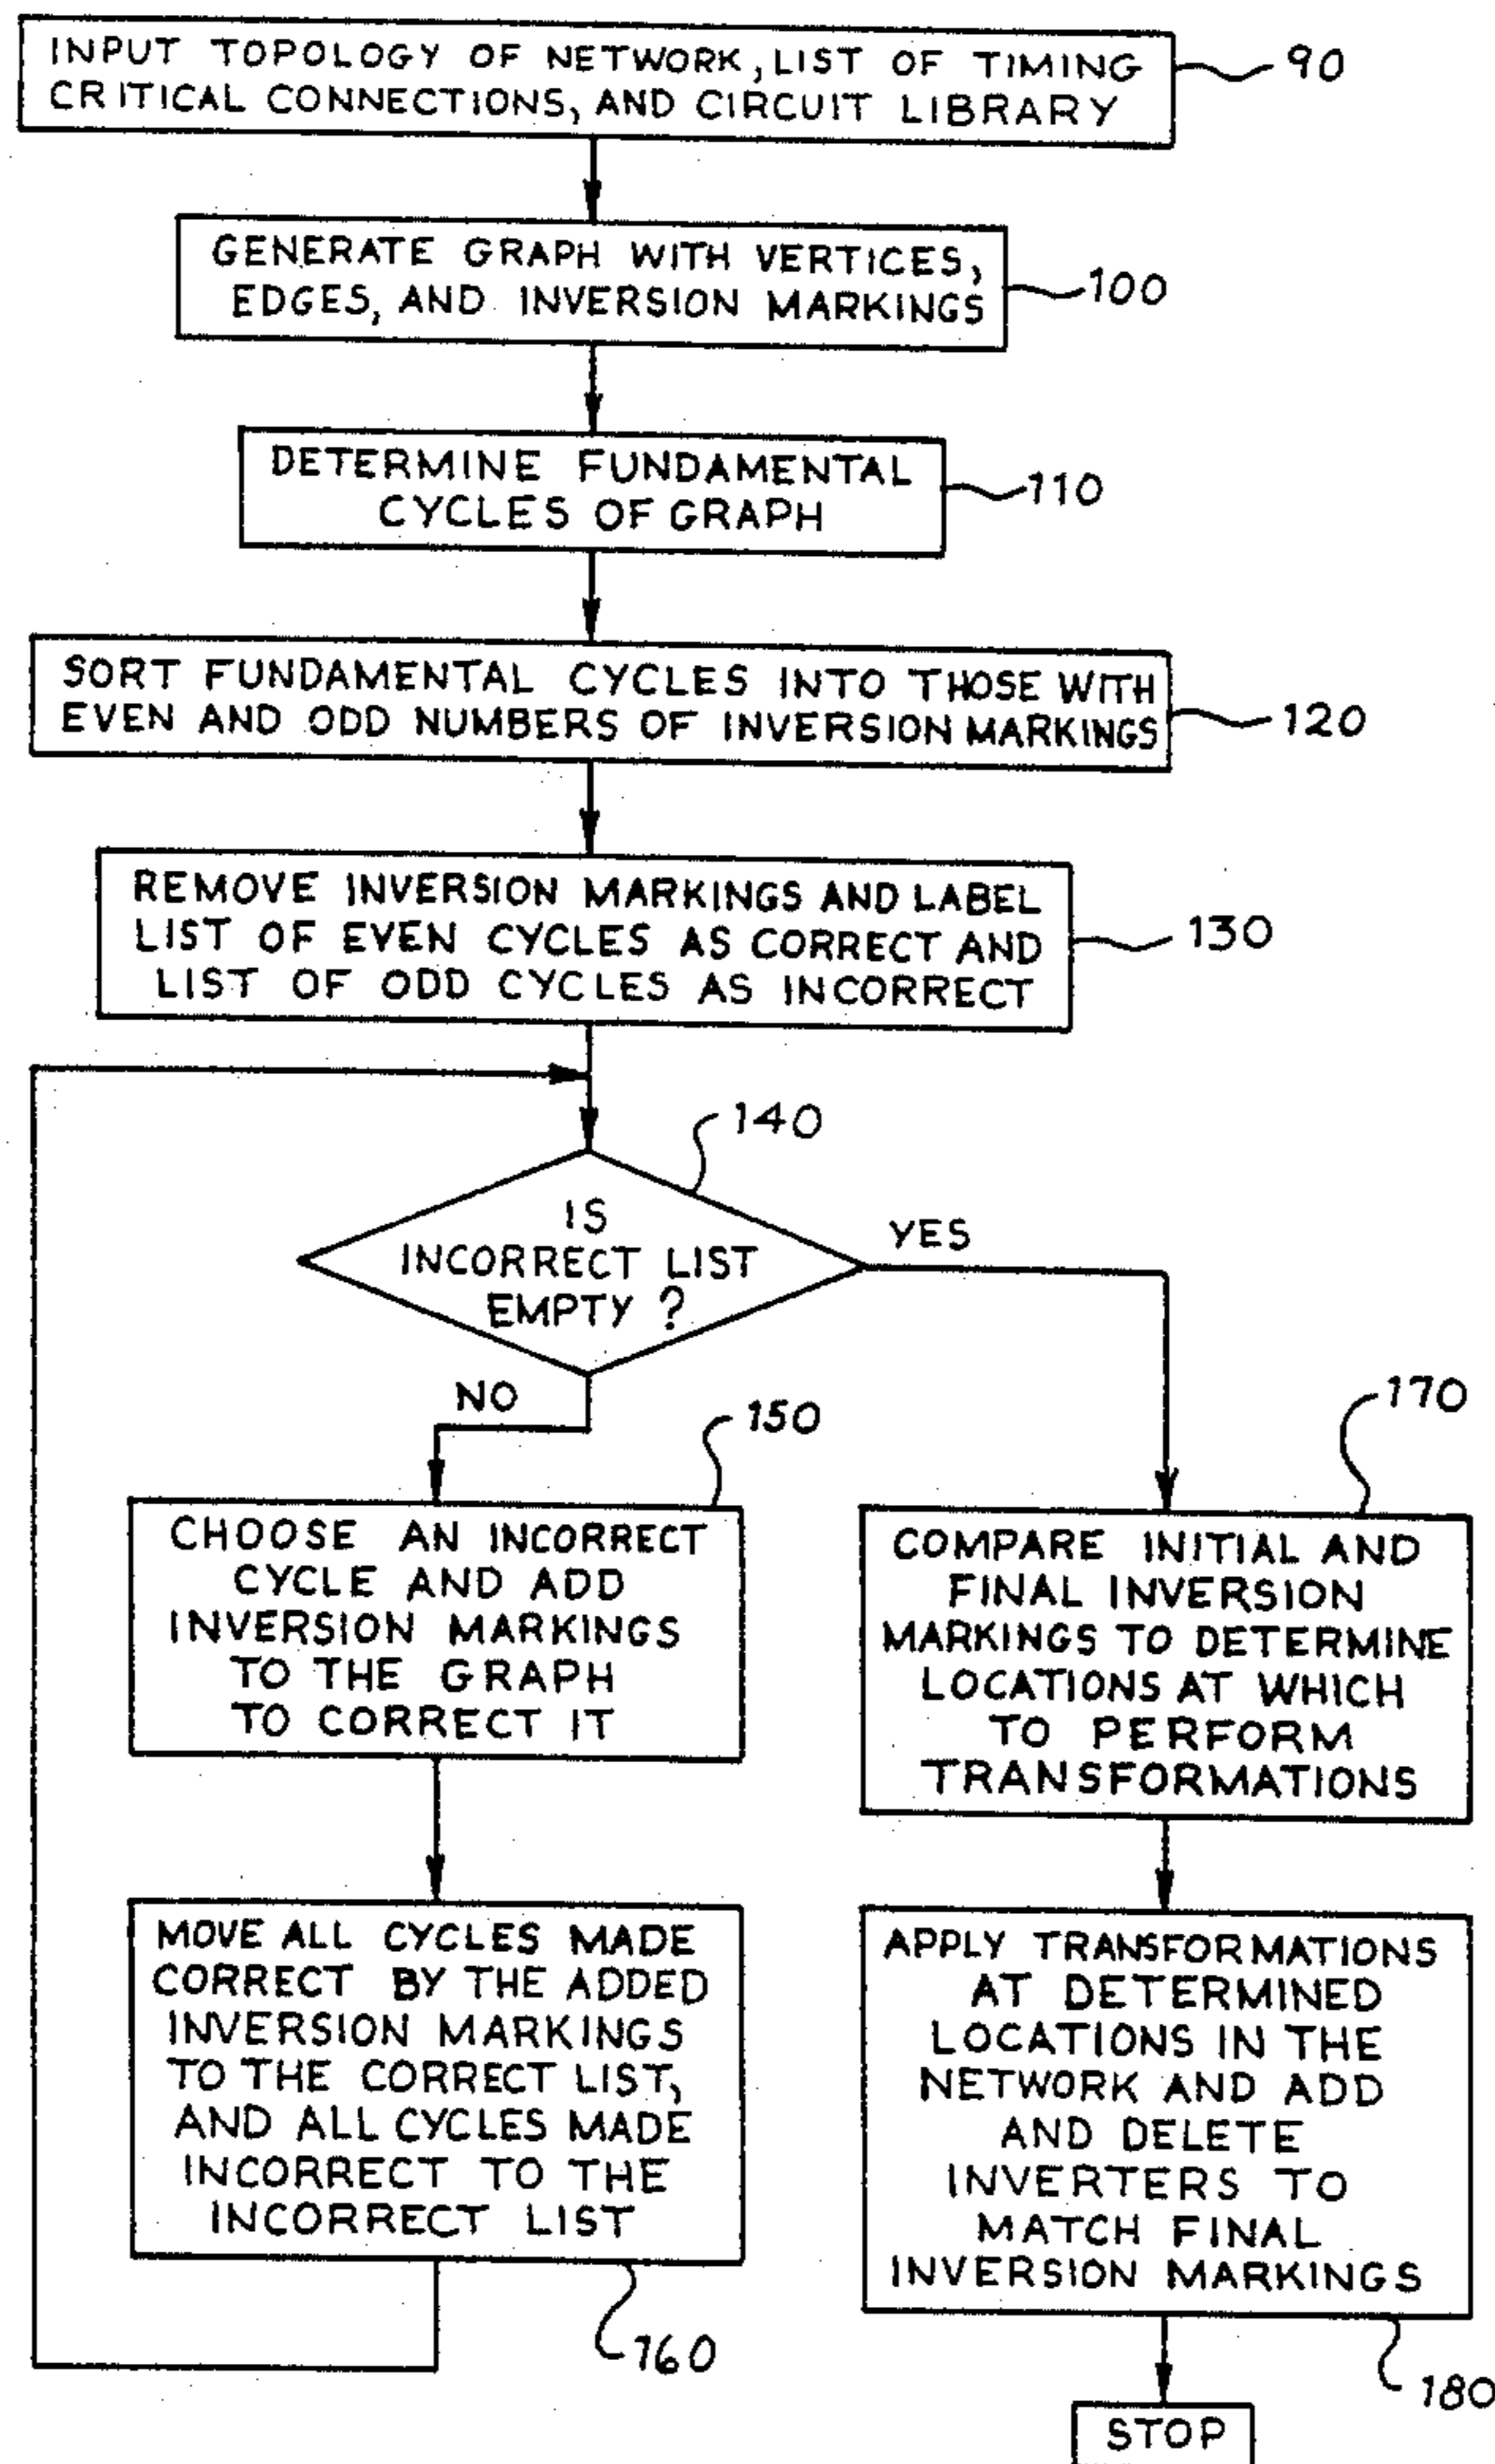 INPUT TOPOLOGY OF NETWORK, LIST OF TIMING
CRITICAL CONNECTIONS, AND CIRCUIT LIBRARY
90
GENERATE GRAPH WITH VERTICES,
EDGES, AND INVERSION MARKINGS
100
DETERMINE FUNDAMENTAL
CYCLES OF GRAPH
110
SORT FUNDAMENTAL CYCLES INTO THOSE WITH
EVEN AND ODD NUMBERS OF INVERSION MARKINGS
120
REMOVE INVERSION MARKINGS AND LABEL
LIST OF EVEN CYCLES AS CORRECT AND
LIST OF ODD CYCLES AS INCORRECT
130
140
IS
INCORRECT LIST
EMPTY ?
YES
NO
150
CHOOSE AN INCORRECT
CYCLE AND ADD
INVERSION MARKINGS
TO THE GRAPH
TO CORRECT IT
MOVE ALL CYCLES MADE
CORRECT BY THE ADDED
INVERSION MARKINGS
TO THE CORRECT LIST,
AND ALL CYCLES MADE
INCORRECT TO THE
INCORRECT LIST
160
170
COMPARE INITIAL AND
FINAL INVERSION
MARKINGS TO DETERMINE
LOCATIONS AT WHICH
TO PERFORM
TRANSFORMATIONS
APPLY TRANSFORMATIONS
AT DETERMINED
LOCATIONS IN THE
NETWORK AND ADD
AND DELETE
INVERTERS TO
MATCH FINAL
INVERSION MARKINGS
180
STOP